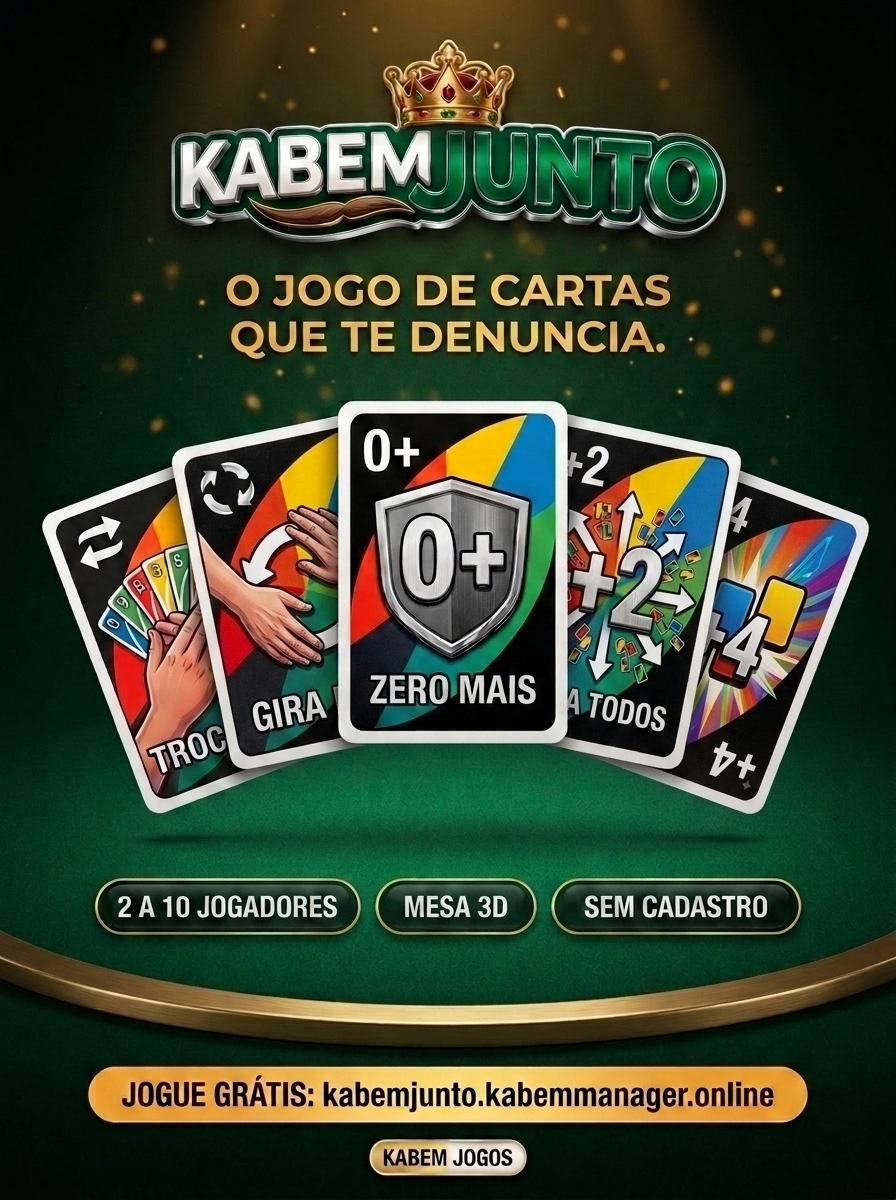 KABEMJUNTO
O JOGO DE CARTAS
QUE TE DENUNCIA.
0+
0+
ZERO MAIS
GIRA
+2
+2
A TODOS
4
+4
+4
2 A 10 JOGADORES
MESA 3D
SEM CADASTRO
JOGUE GRÁTIS: kabemjunto.kabemmanager.online
KABEM JOGOS